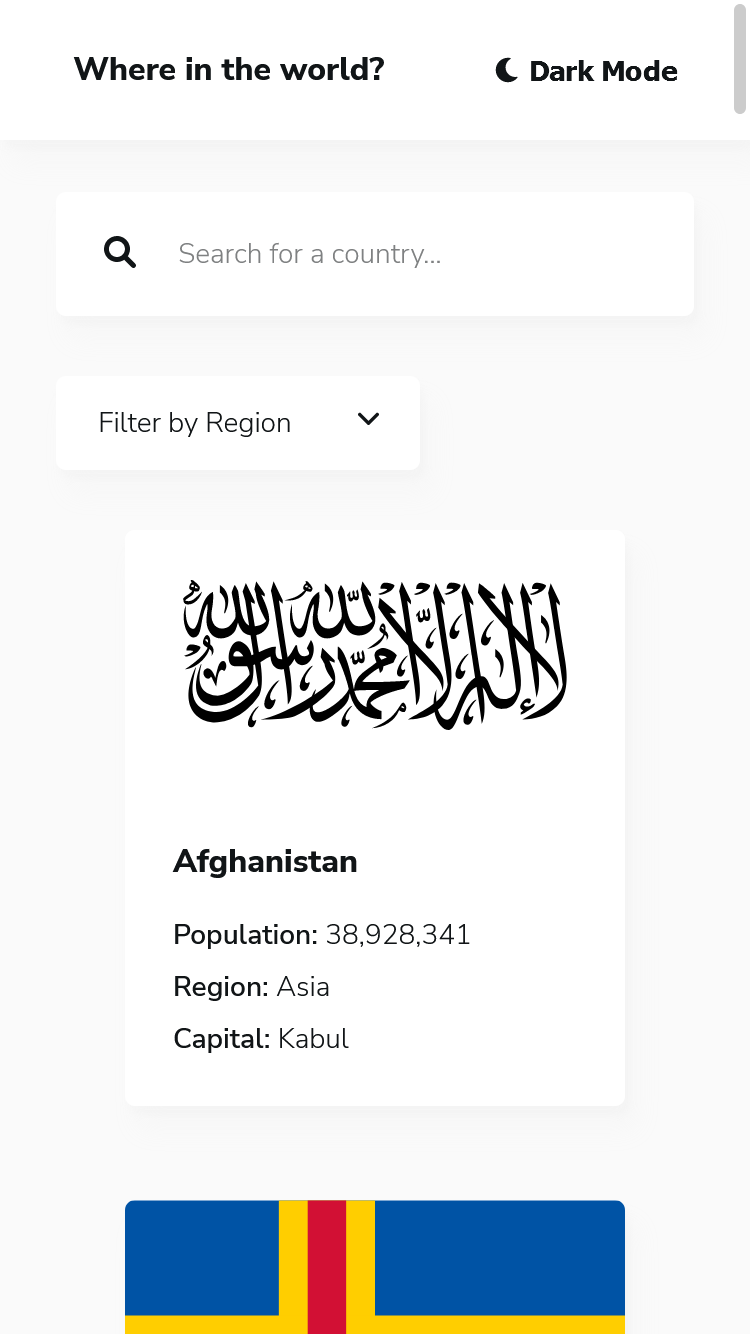 Where in the world?
Dark Mode
Search for a country...
Filter by Region
لا إله إلا الله محمد رسول الله
Afghanistan
Population: 38,928,341
Region: Asia
Capital: Kabul